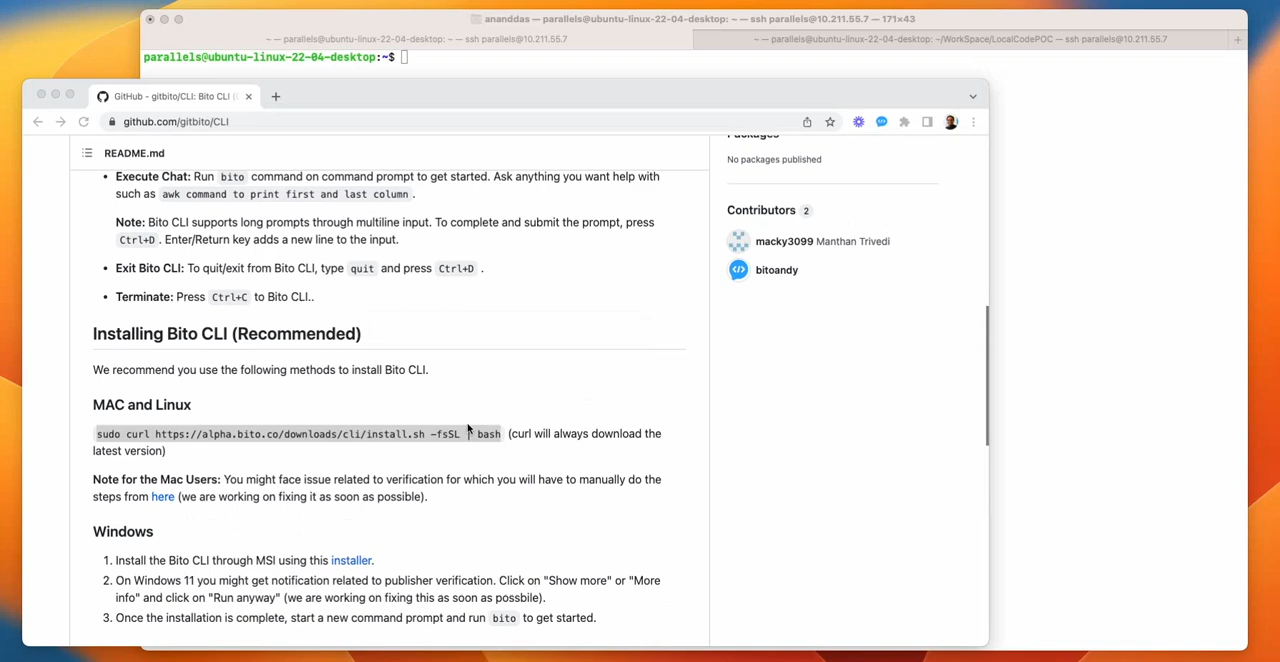 ananddas — parallels@ubuntu-linux-22-04-desktop: ~ — ssh parallels@10.211.55.7 — 171×43
~ — parallels@ubuntu-linux-22-04-desktop: ~ — ssh parallels@10.211.55.7
~ — parallels@ubuntu-linux-22-04-desktop: ~/WorkSpace/LocalCodePOC — ssh parallels@10.211.55.7
parallels@ubuntu-linux-22-04-desktop:~$
GitHub - gitbito/CLI: Bito CLI (
github.com/gitbito/CLI
README.md
Execute Chat: Run bito command on command prompt to get started. Ask anything you want help with
such as awk command to print first and last column.
Note: Bito CLI supports long prompts through multiline input. To complete and submit the prompt, press
Ctrl+D. Enter/Return key adds a new line to the input.
Exit Bito CLI: To quit/exit from Bito CLI, type quit and press Ctrl+D .
Terminate: Press Ctrl+C to Bito CLI..
Installing Bito CLI (Recommended)
We recommend you use the following methods to install Bito CLI.
MAC and Linux
sudo curl https://alpha.bito.co/downloads/cli/install.sh -fsSL | bash (curl will always download the
latest version)
Note for the Mac Users: You might face issue related to verification for which you will have to manually do the
steps from here (we are working on fixing it as soon as possible).
Windows
1. Install the Bito CLI through MSI using this installer.
2. On Windows 11 you might get notification related to publisher verification. Click on "Show more" or "More
info" and click on "Run anyway" (we are working on fixing this as soon as possbile).
3. Once the installation is complete, start a new command prompt and run bito to get started.
Packages
No packages published
Contributors 2
macky3099 Manthan Trivedi
bitoandy